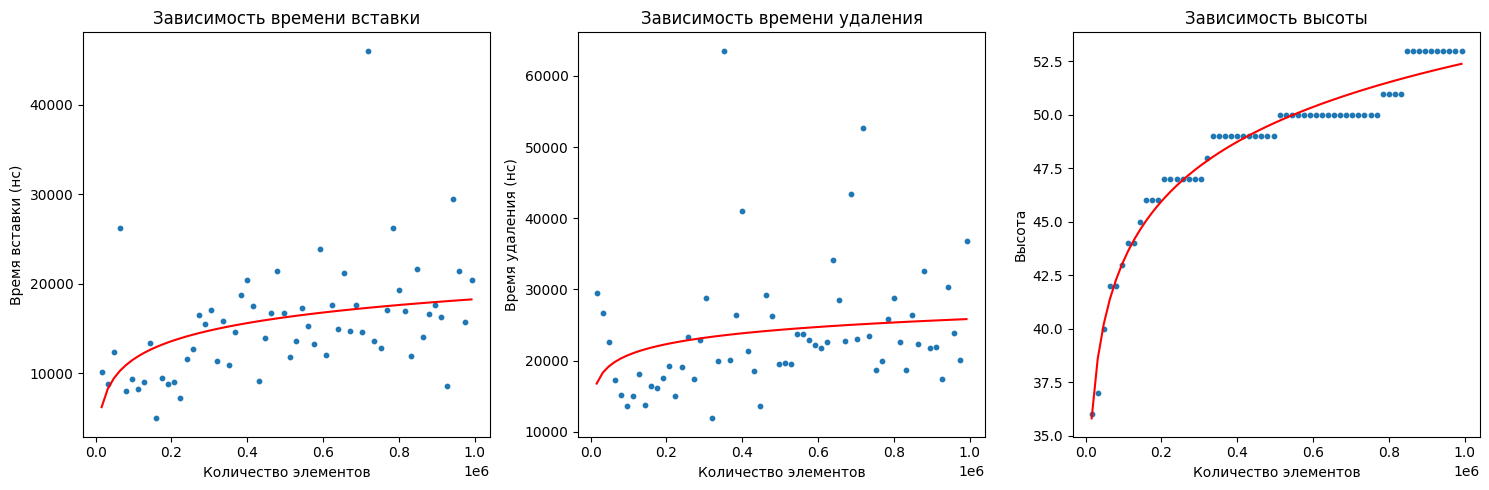 Зависимость времени вставки
Время вставки (нс)
40000
30000
20000
10000
0.0 0.2 0.4 0.6 0.8 1.0
1e6
Количество элементов
Зависимость времени удаления
Время удаления (нс)
60000
50000
40000
30000
20000
10000
0.0 0.2 0.4 0.6 0.8 1.0
1e6
Количество элементов
Зависимость высоты
Высота
52.5
50.0
47.5
45.0
42.5
40.0
37.5
35.0
0.0 0.2 0.4 0.6 0.8 1.0
1e6
Количество элементов